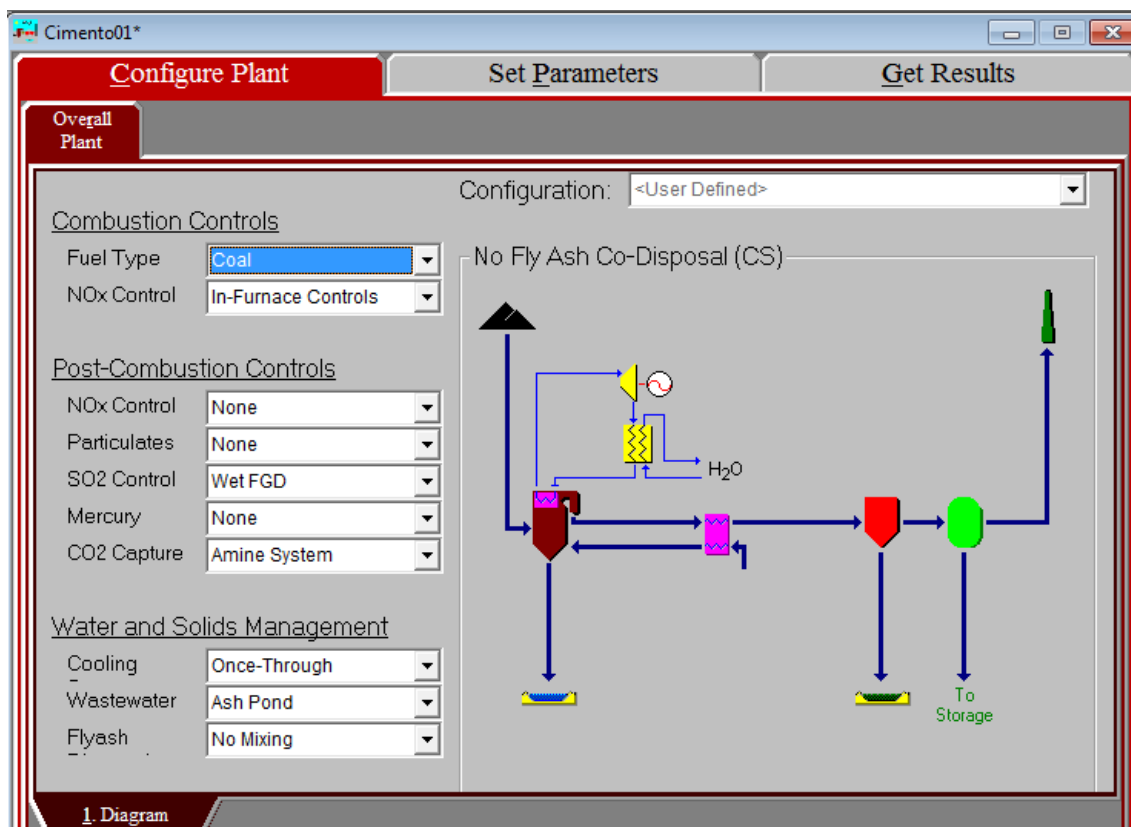 Cimento01*
Configure Plant
Set Parameters
Get Results
Overall
Plant
Configuration:
<User Defined>
Combustion Controls
Fuel Type
Coal
NOx Control
In-Furnace Controls
Post-Combustion Controls
NOx Control
None
Particulates
None
SO2 Control
Wet FGD
Mercury
None
CO2 Capture
Amine System
Water and Solids Management
Cooling
Once-Through
Wastewater
Ash Pond
Flyash
No Mixing
No Fly Ash Co-Disposal (CS)
H2O
To
Storage
1. Diagram